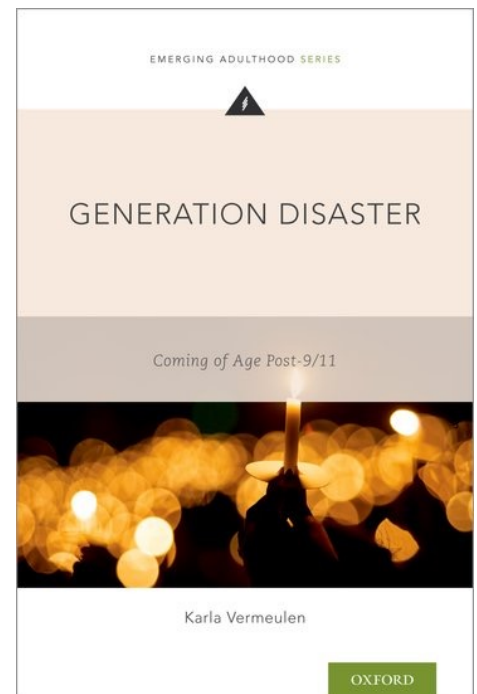 EMERGING ADULTHOOD SERIES
GENERATION DISASTER
Coming of Age Post-9/11
Karla Vermeulen
OXFORD